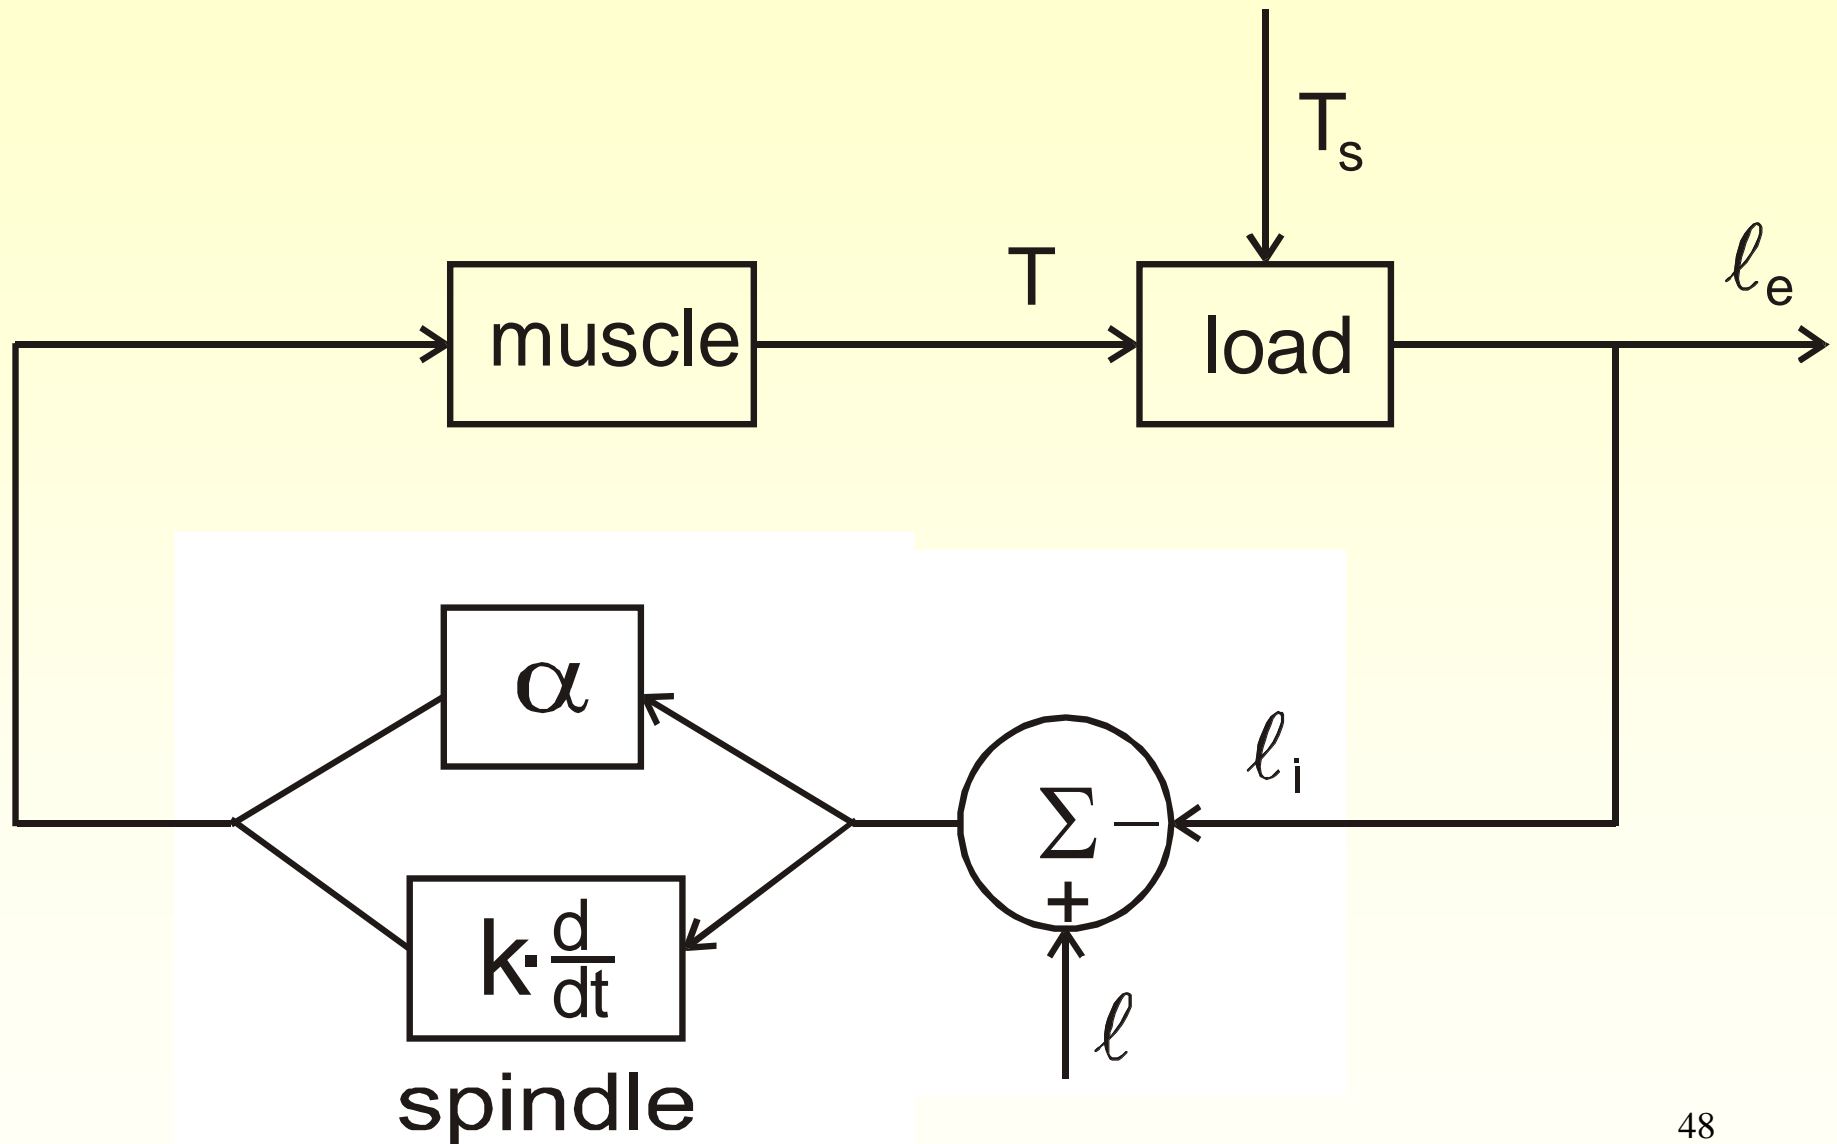 Tₛ
T
ℓₑ
muscle
load
α
ℓᵢ
Σ
−
+
k· d/dt
ℓ
spindle
48